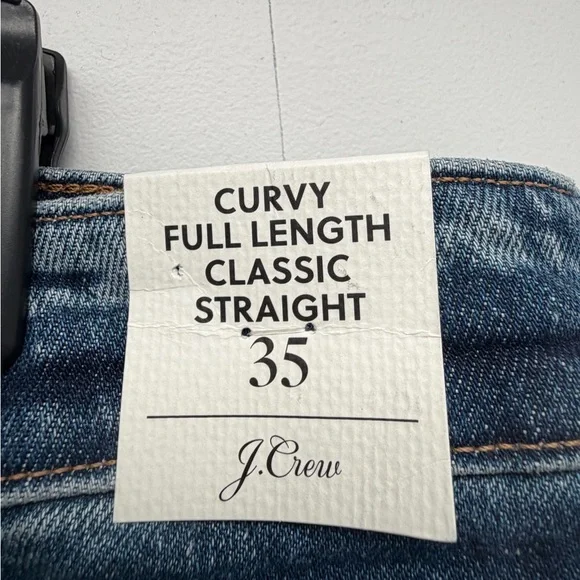 CURVY
FULL LENGTH
CLASSIC
STRAIGHT
35
J.Crew